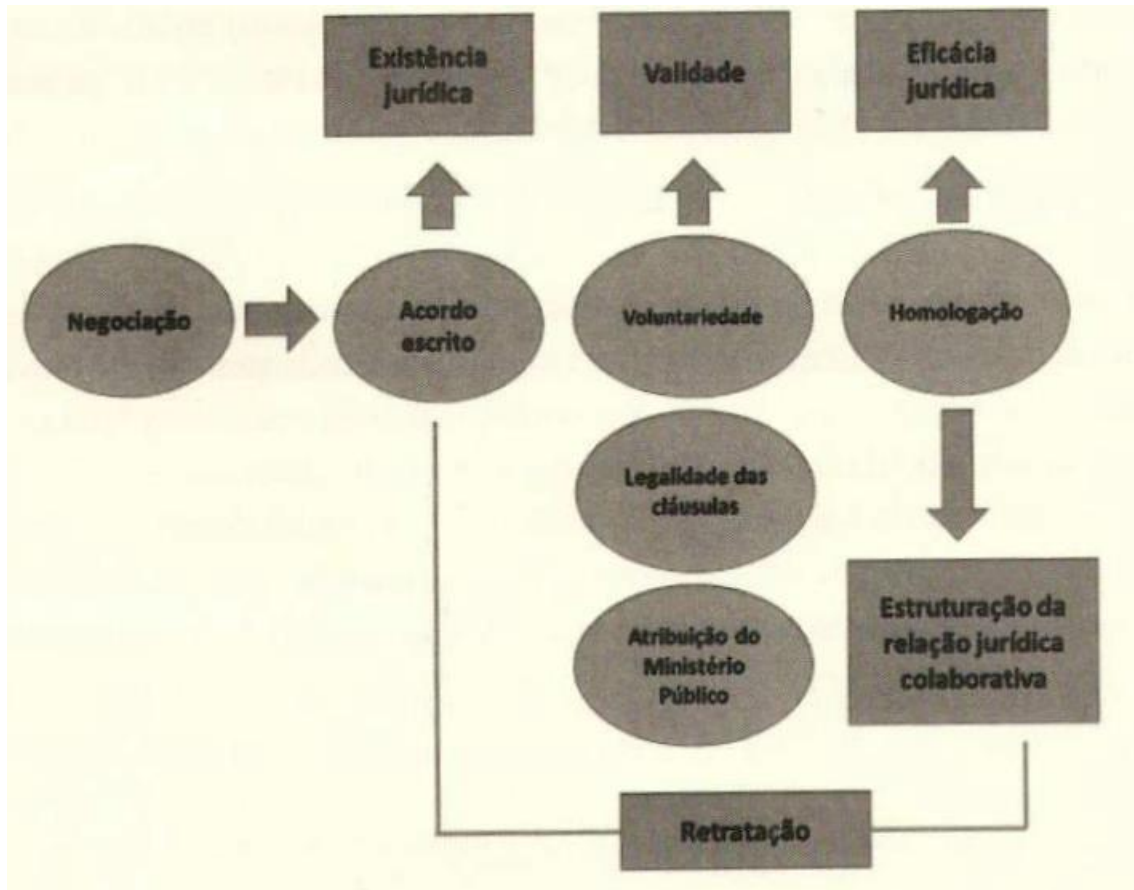 Existência
jurídica
Validade
Eficácia
jurídica
Negociação
Acordo
escrito
Voluntariedade
Homologação
Legalidade das
cláusulas
Atribuição do
Ministério
Público
Estruturação da
relação jurídica
colaborativa
Retratação